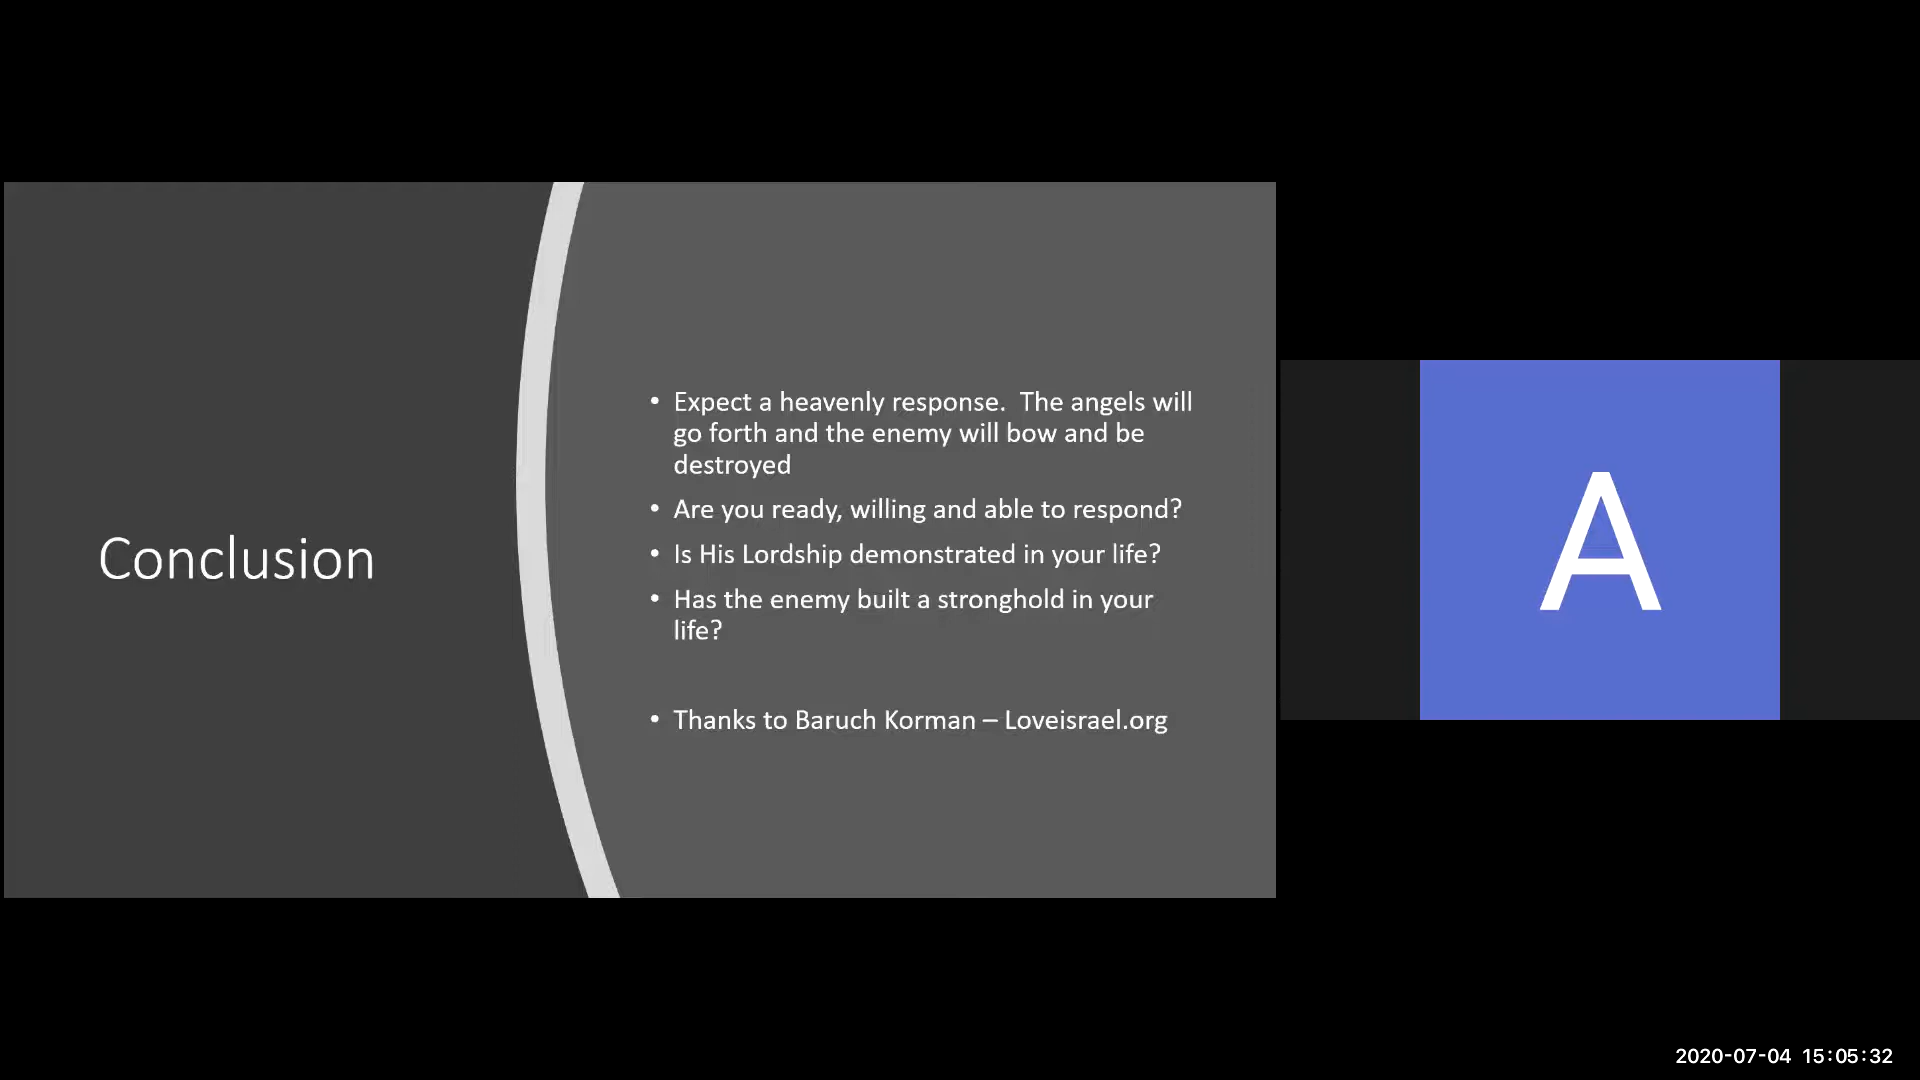 Conclusion
• Expect a heavenly response.  The angels will
go forth and the enemy will bow and be
destroyed
• Are you ready, willing and able to respond?
• Is His Lordship demonstrated in your life?
• Has the enemy built a stronghold in your
life?
• Thanks to Baruch Korman – Loveisrael.org
A
2020-07-04 15:05:32